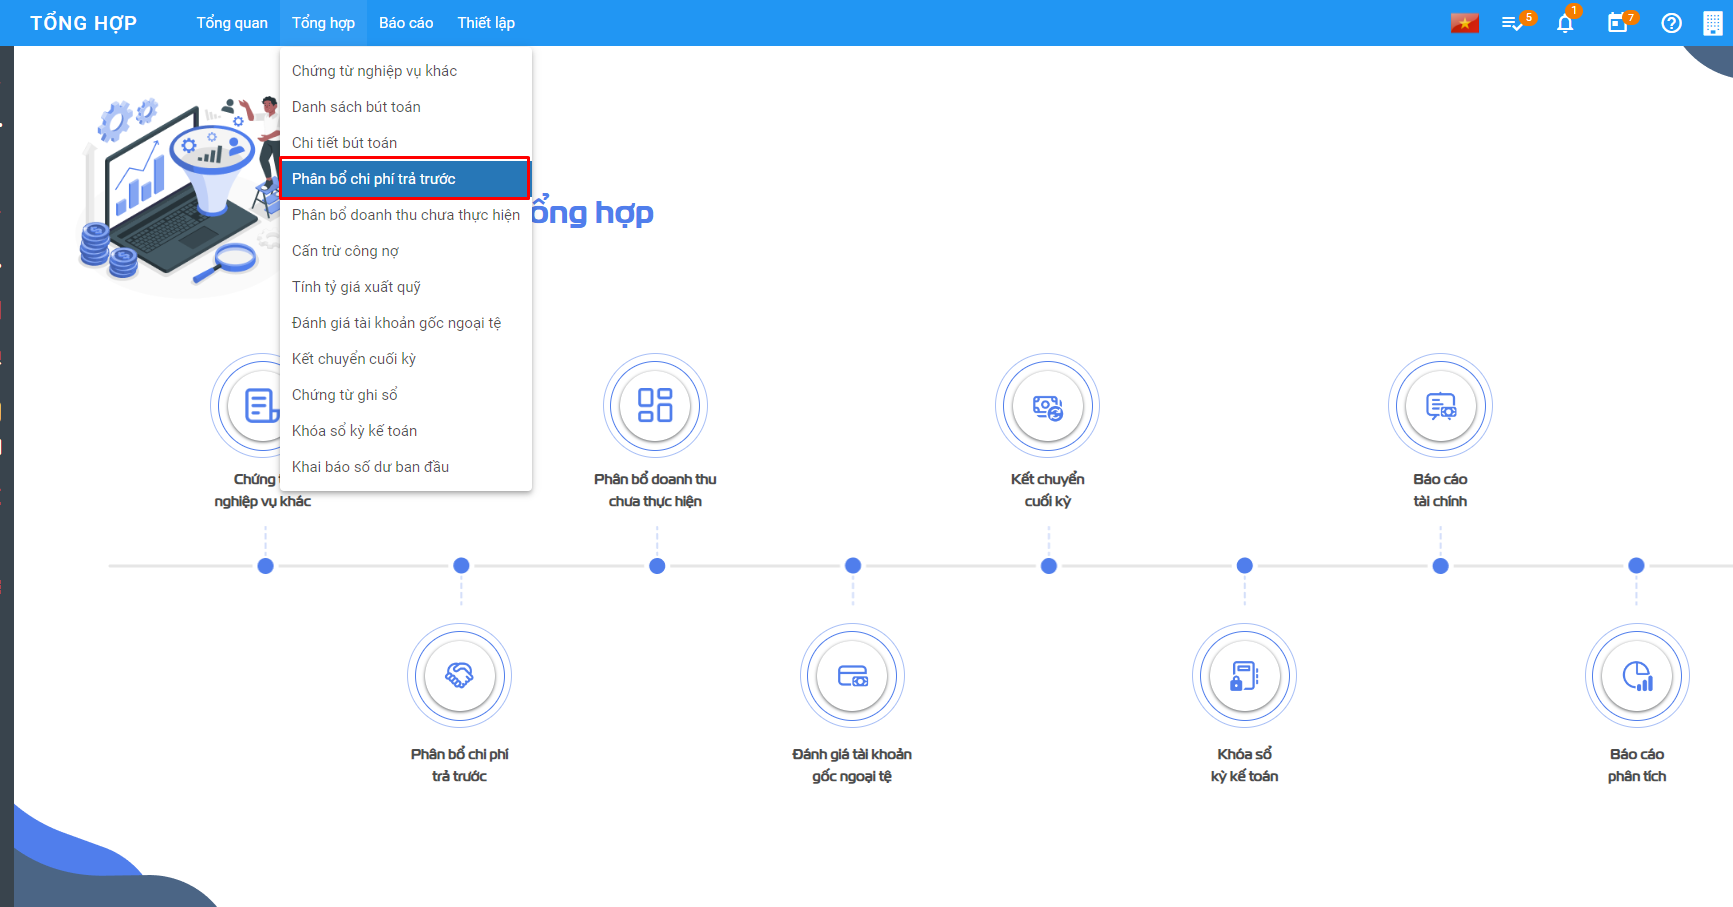 TỔNG HỢP
Tổng quan
Tổng hợp
Báo cáo
Thiết lập
5
1
7
Chứng từ nghiệp vụ khác
Danh sách bút toán
Chi tiết bút toán
Phân bổ chi phí trả trước
Phân bổ doanh thu chưa thực hiện
Cấn trừ công nợ
Tính tỷ giá xuất quỹ
Đánh giá tài khoản gốc ngoại tệ
Kết chuyển cuối kỳ
Chứng từ ghi sổ
Khóa sổ kỳ kế toán
Khai báo số dư ban đầu
ổng hợp
Chứng
nghiệp vụ khác
Phân bổ doanh thu
chưa thực hiện
Kết chuyển
cuối kỳ
Báo cáo
tài chính
Phân bổ chi phí
trả trước
Đánh giá tài khoản
gốc ngoại tệ
Khóa sổ
kỳ kế toán
Báo cáo
phân tích